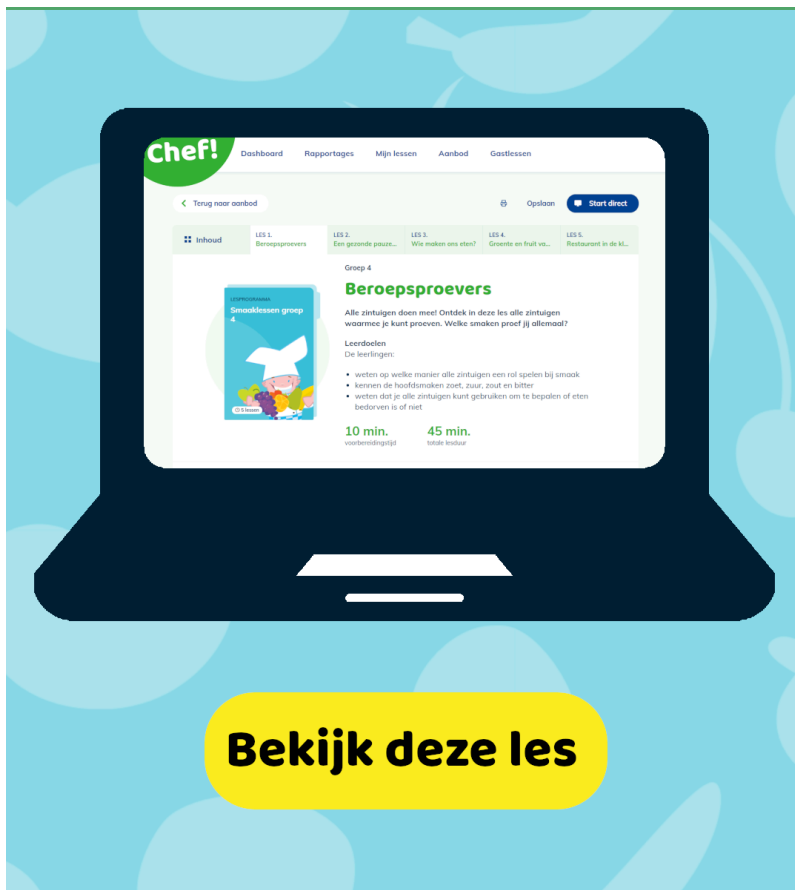 Chef!
Dashboard Rapportages Mijn lessen Aanbod Gastlessen
Terug naar aanbod Opslaan Start direct
Inhoud
LES 1.
Beroepsproevers
LES 2.
Een gezonde pauze...
LES 3.
Wie maken ons eten?
LES 4.
Groente en fruit va...
LES 5.
Restaurant in de kl...
LESPROGRAMMA
Smaaklessen groep
4
5 lessen
Groep 4
Beroepsproevers
Alle zintuigen doen mee! Ontdek in deze les alle zintuigen
waarmee je kunt proeven. Welke smaken proef jij allemaal?
Leerdoelen
De leerlingen:
• weten op welke manier alle zintuigen een rol spelen bij smaak
• kennen de hoofdsmaken zoet, zuur, zout en bitter
• weten dat je alle zintuigen kunt gebruiken om te bepalen of eten
bedorven is of niet
10 min. 45 min.
voorbereidingstijd totale lesduur
Bekijk deze les